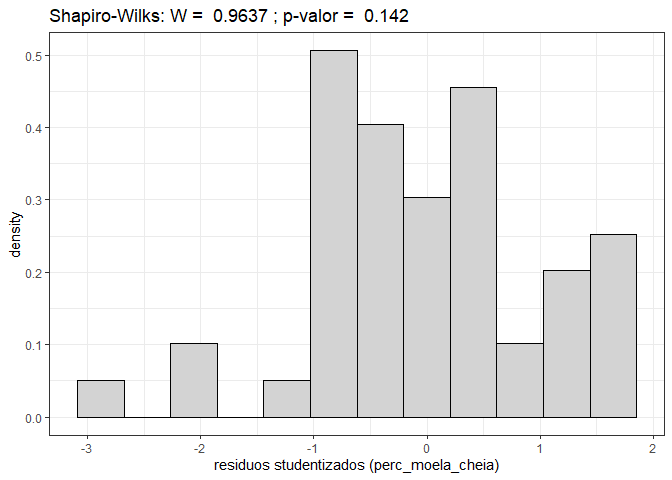 Shapiro-Wilks: W =  0.9637 ; p-valor =  0.142
0.5
0.4
0.3
0.2
0.1
0.0
density
-3 -2 -1 0 1 2
residuos studentizados (perc_moela_cheia)